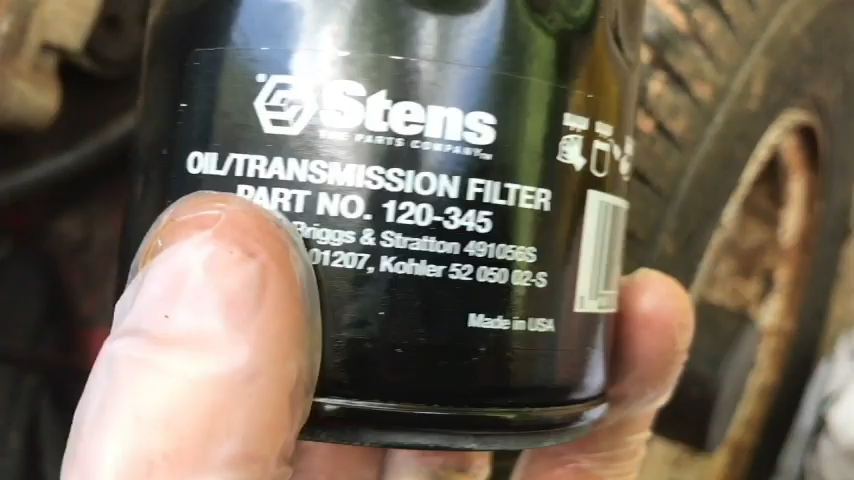 Stens
THE PARTS COMPANY™
OIL/TRANSMISSION FILTER
PART NO. 120-345
Briggs & Stratton 491056S
01207, Kohler 52 050 02-S
Made in USA